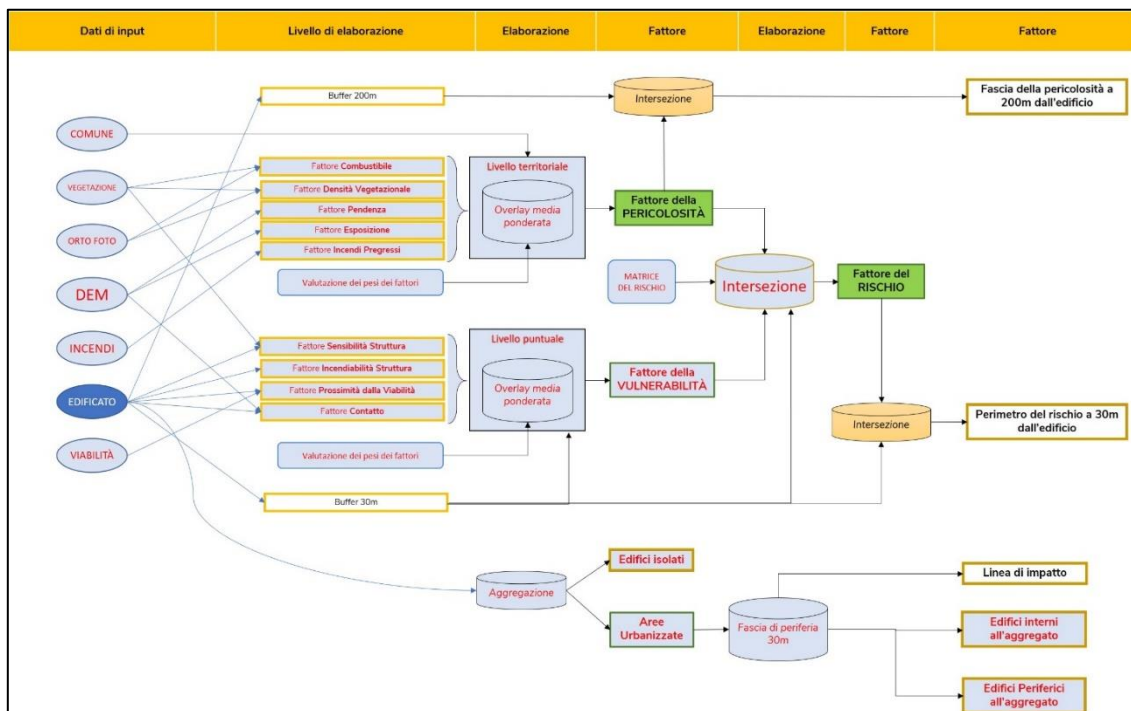 Dati di input
Livello di elaborazione
Elaborazione
Fattore
Elaborazione
Fattore
Fattore
Buffer 200m
Intersezione
Fascia della pericolosità a
200m dall'edificio
COMUNE
VEGETAZIONE
ORTO FOTO
DEM
INCENDI
EDIFICATO
VIABILITÀ
Fattore Combustibile
Fattore Densità Vegetazionale
Fattore Pendenza
Fattore Esposizione
Fattore Incendi Pregressi
Valutazione dei pesi dei fattori
Livello territoriale
Overlay media
ponderata
Fattore della
PERICOLOSITÀ
MATRICE
DEL RISCHIO
Intersezione
Fattore del
RISCHIO
Fattore Sensibilità Struttura
Fattore Incendiabilità Struttura
Fattore Prossimità dalla Viabilità
Fattore Contatto
Valutazione dei pesi dei fattori
Livello puntuale
Overlay media
ponderata
Fattore della
VULNERABILITÀ
Intersezione
Perimetro del rischio a 30m
dall'edificio
Buffer 30m
Aggregazione
Edifici isolati
Aree
Urbanizzate
Fascia di periferia
30m
Linea di impatto
Edifici interni
all'aggregato
Edifici Periferici
all'aggregato